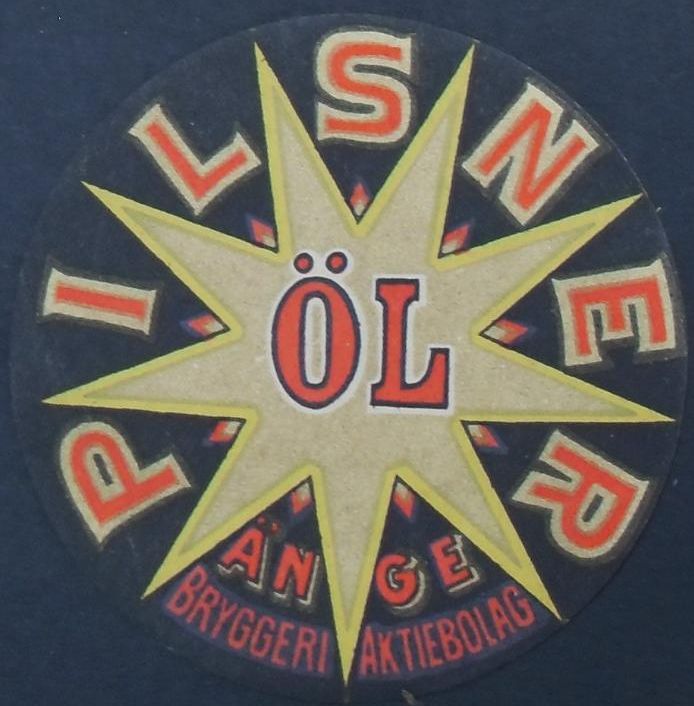 PILSNER
ÖL
ÄNGE
BRYGGERI AKTIEBOLAG